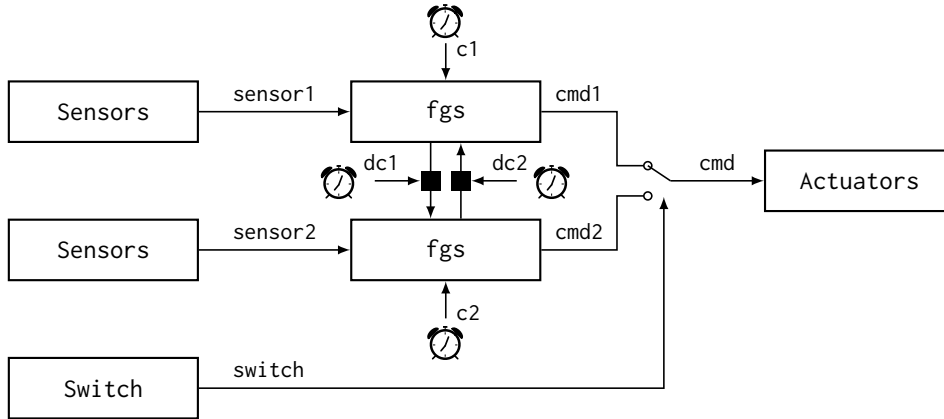 c1
Sensors
sensor1
fgs
cmd1
dc1
dc2
cmd
Actuators
Sensors
sensor2
fgs
cmd2
c2
Switch
switch